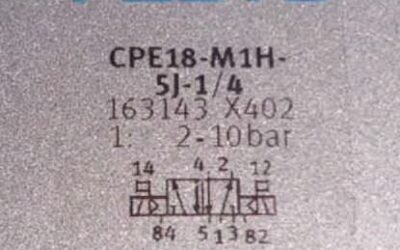 CPE18-M1H-
5J-1/4
163143 X402
1: 2-10bar
14 4 2 12
84 5 1 3 82